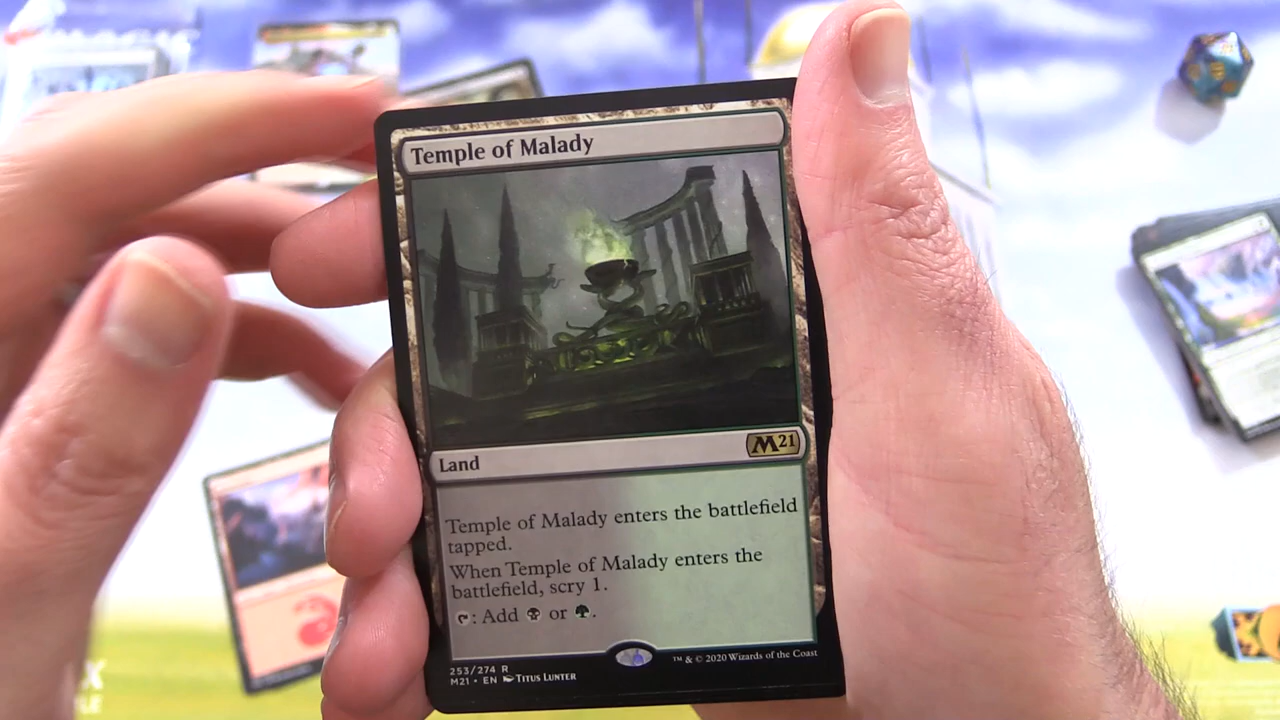 Temple of Malady
M21
Land
Temple of Malady enters the battlefield
tapped.
When Temple of Malady enters the
battlefield, scry 1.
: Add or .
253/274 R
M21 • EN TITUS LUNTER
™ & © 2020 Wizards of the Coast